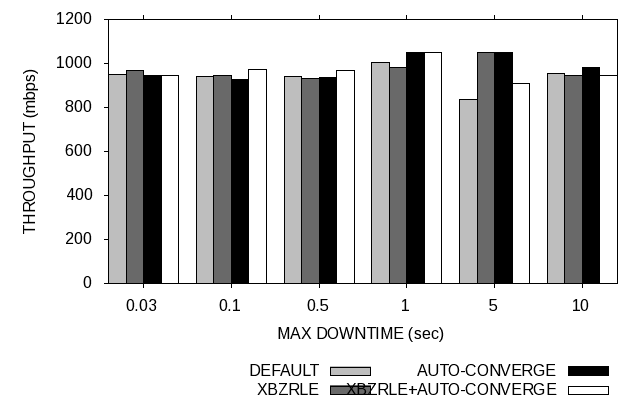 1200
1000
800
600
400
200
0
THROUGHPUT (mbps)
0.03 0.1 0.5 1 5 10
MAX DOWNTIME (sec)
DEFAULT AUTO-CONVERGE
XBZRLE XBZRLE+AUTO-CONVERGE